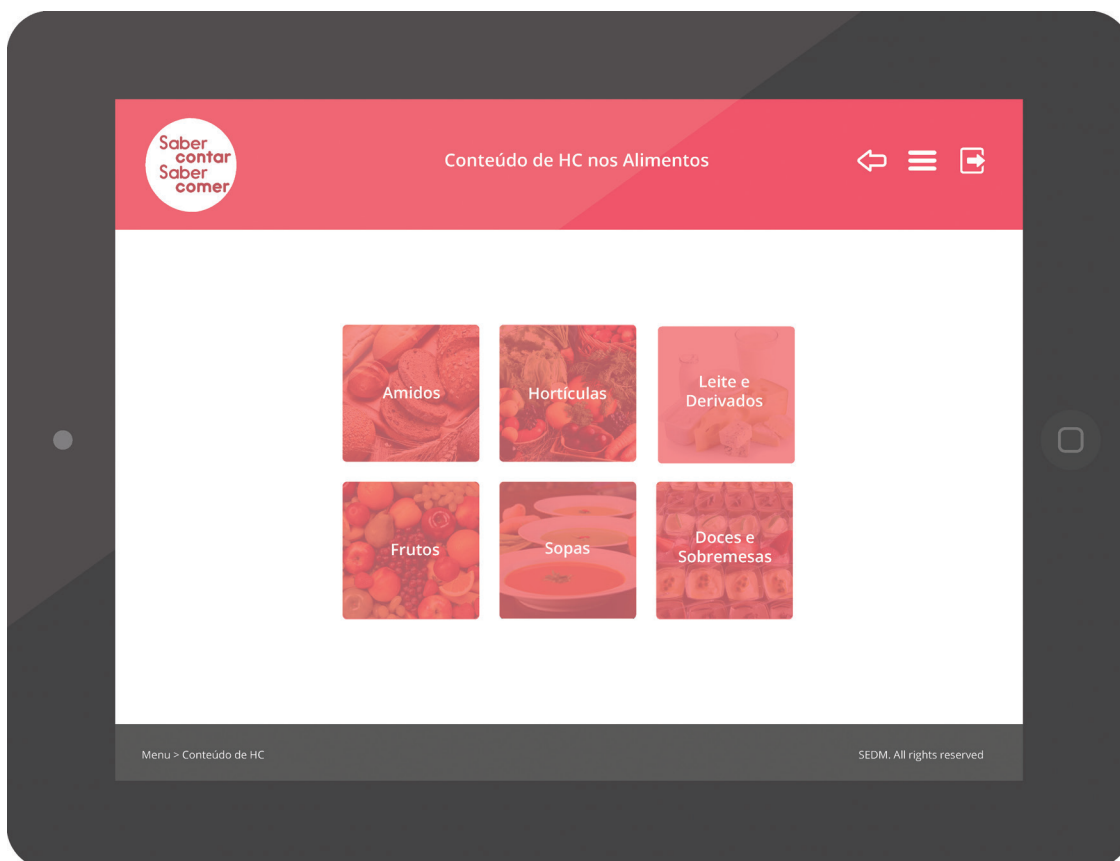 Saber
contar
Saber
comer
Conteúdo de HC nos Alimentos
Amidos
Hortículas
Leite e
Derivados
Frutos
Sopas
Doces e
Sobremesas
Menu > Conteúdo de HC
SEDM. All rights reserved